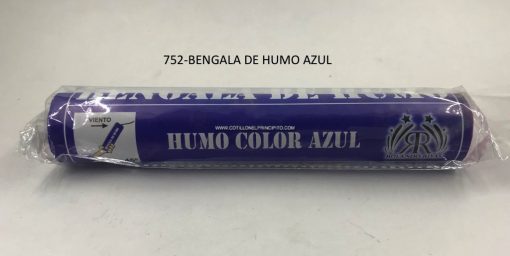 752-BENGALA DE HUMO AZUL
BENGALA DE HUMO
VIENTO
WWW.COTILLONELPRINCIPITO.COM
HUMO COLOR AZUL